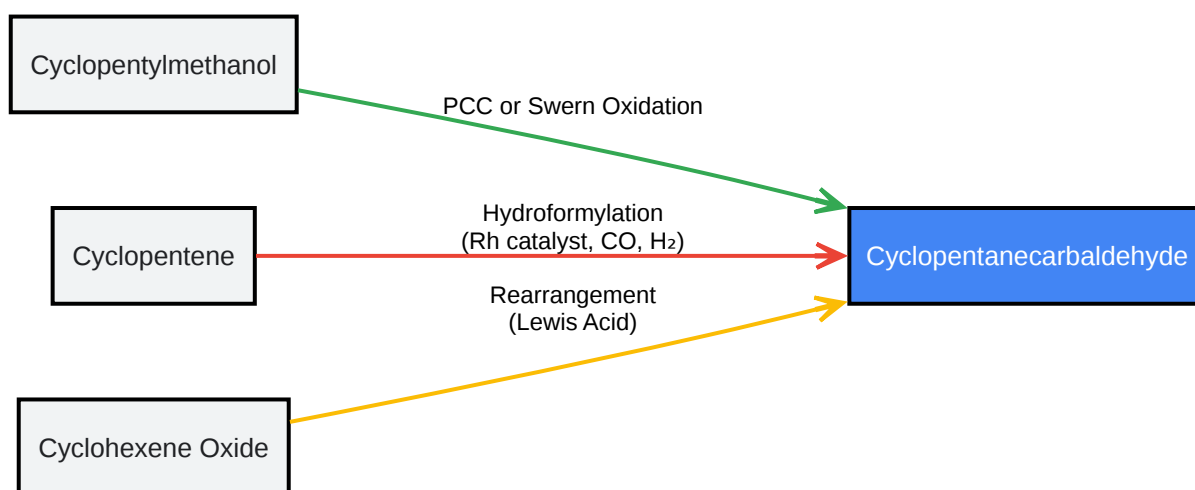 Cyclopentylmethanol
PCC or Swern Oxidation
Hydroformylation
(Rh catalyst, CO, H₂)
Cyclopentene
Cyclopentanecarbaldehyde
Rearrangement
(Lewis Acid)
Cyclohexene Oxide